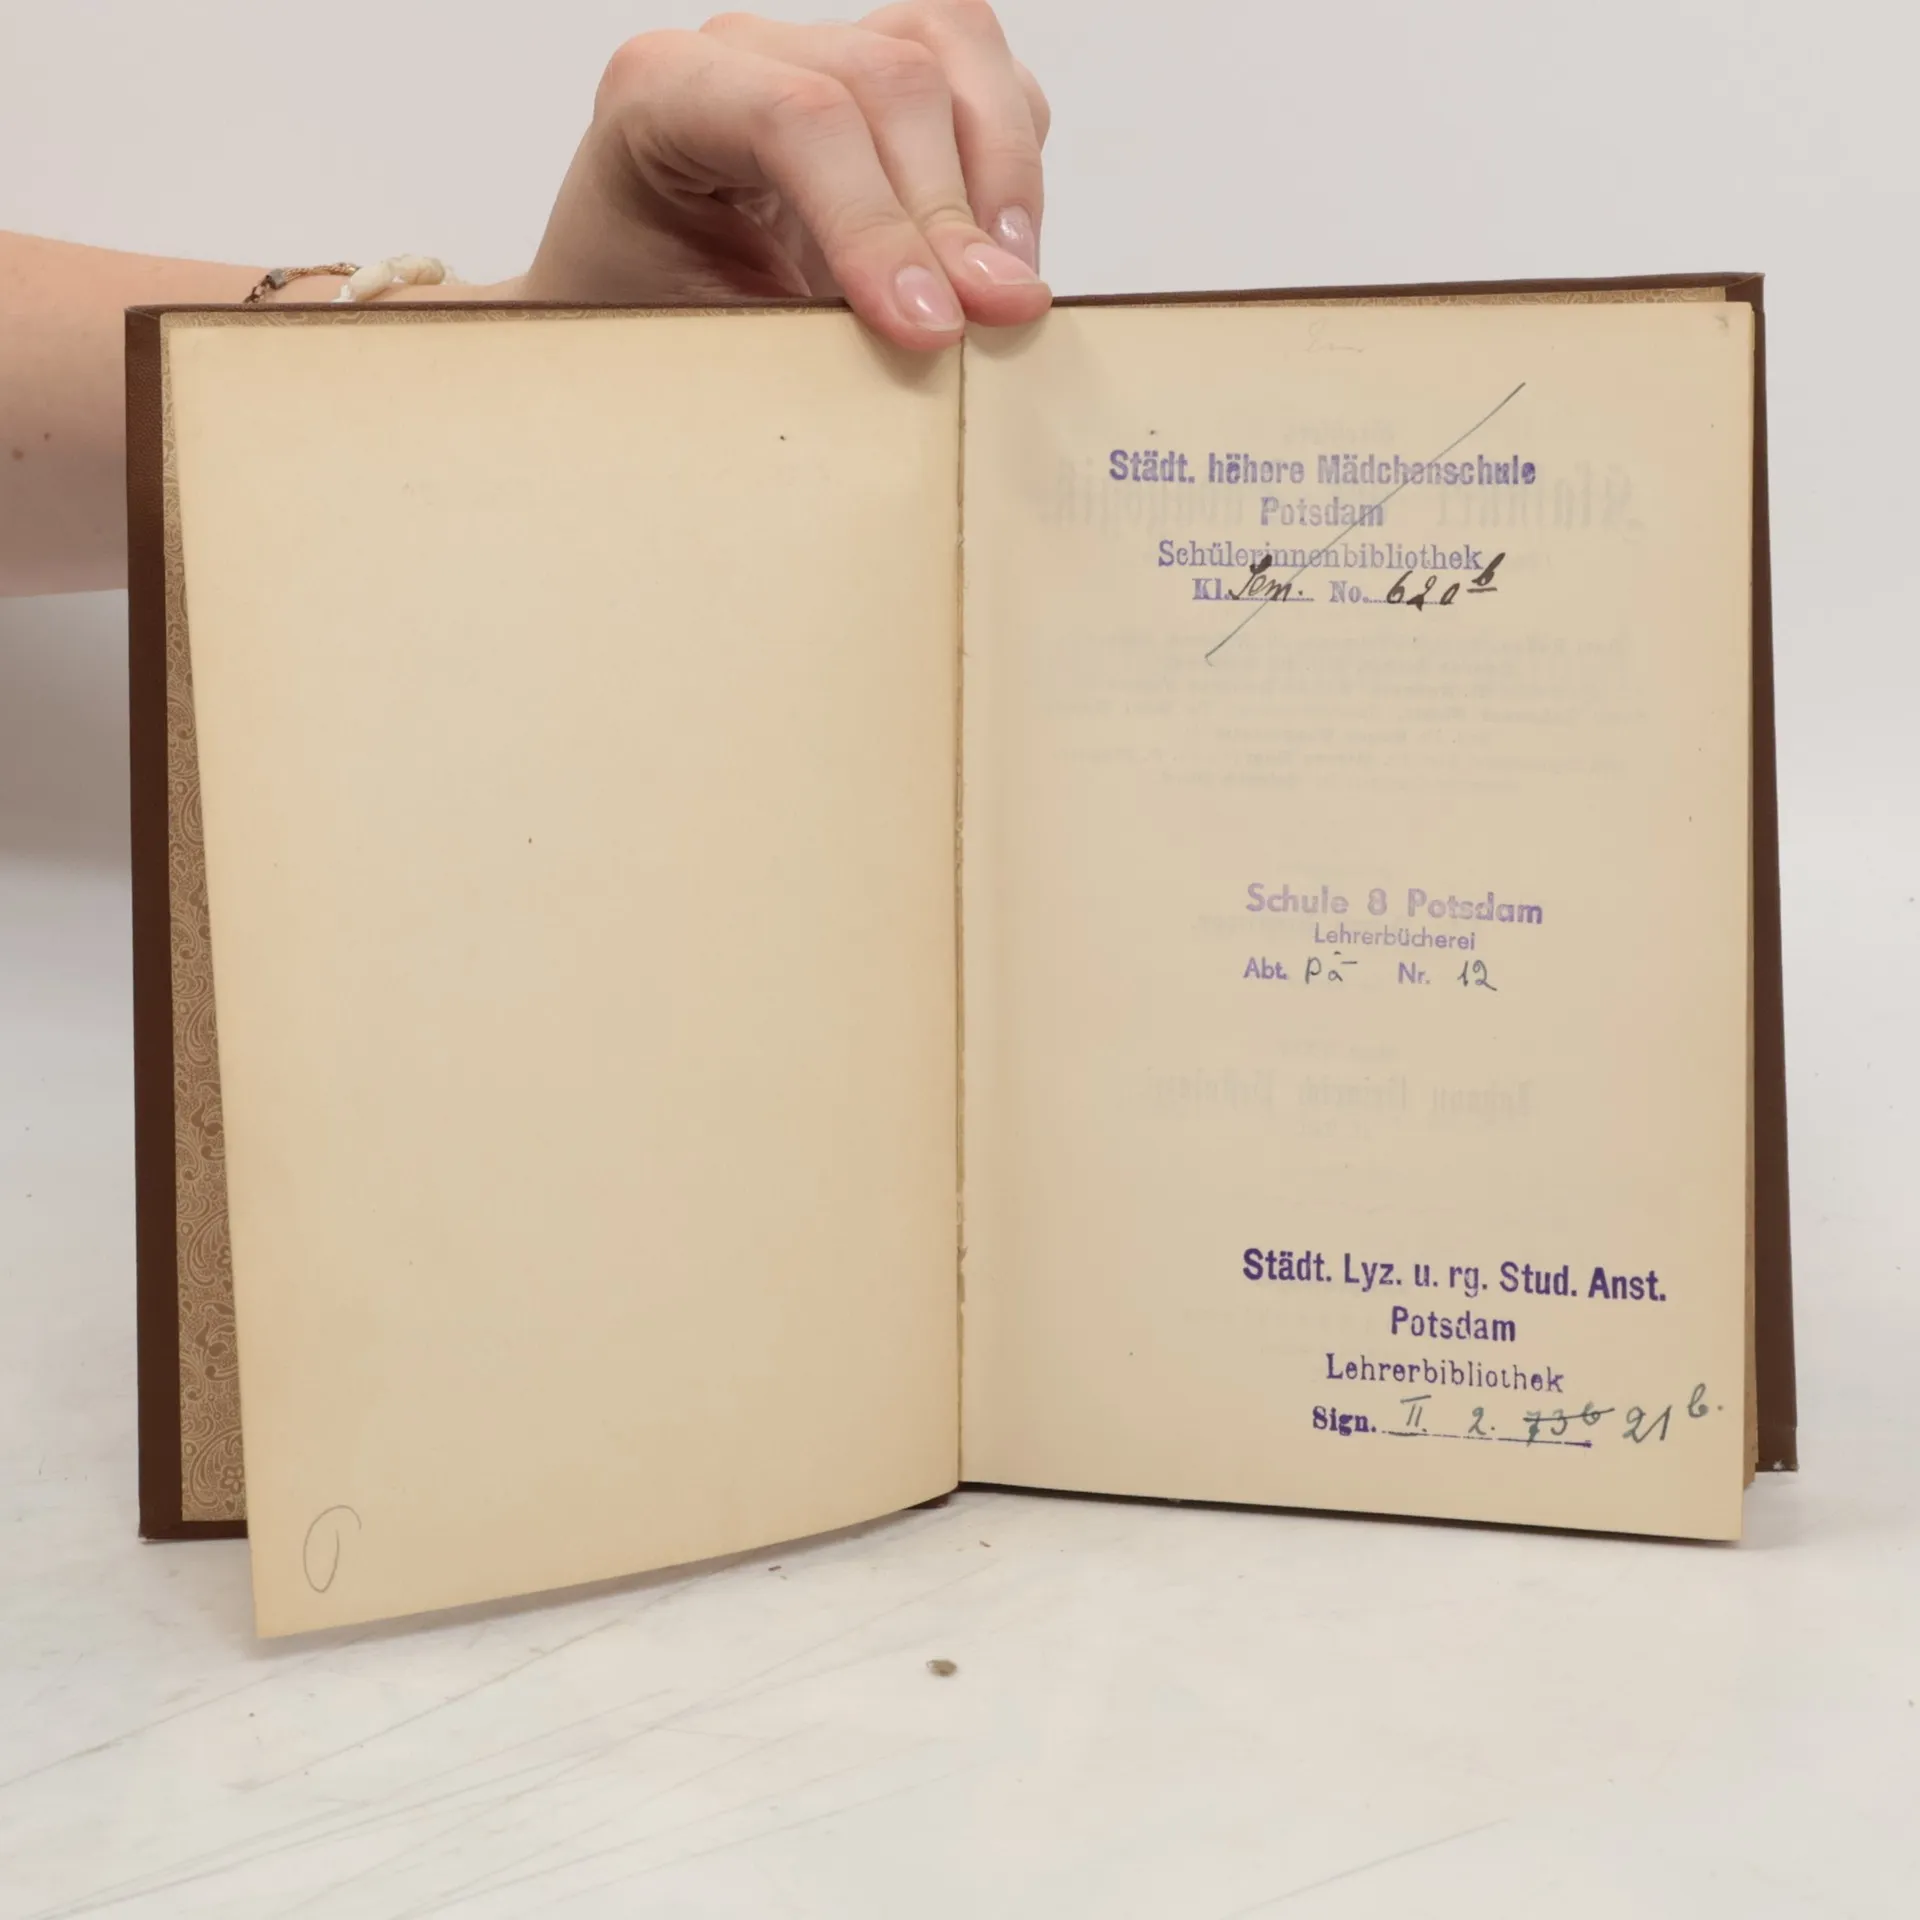 Städt. höhere Mädchenschule
Potsdam
Schülerinnenbibliothek
Kl. Sem. No. 620 b
Schule 8 Potsdam
Lehrerbücherei
Abt. Pä- Nr. 12
Städt. Lyz. u. rg. Stud. Anst.
Potsdam
Lehrerbibliothek
Sign. II. 2. 73b 21 b.